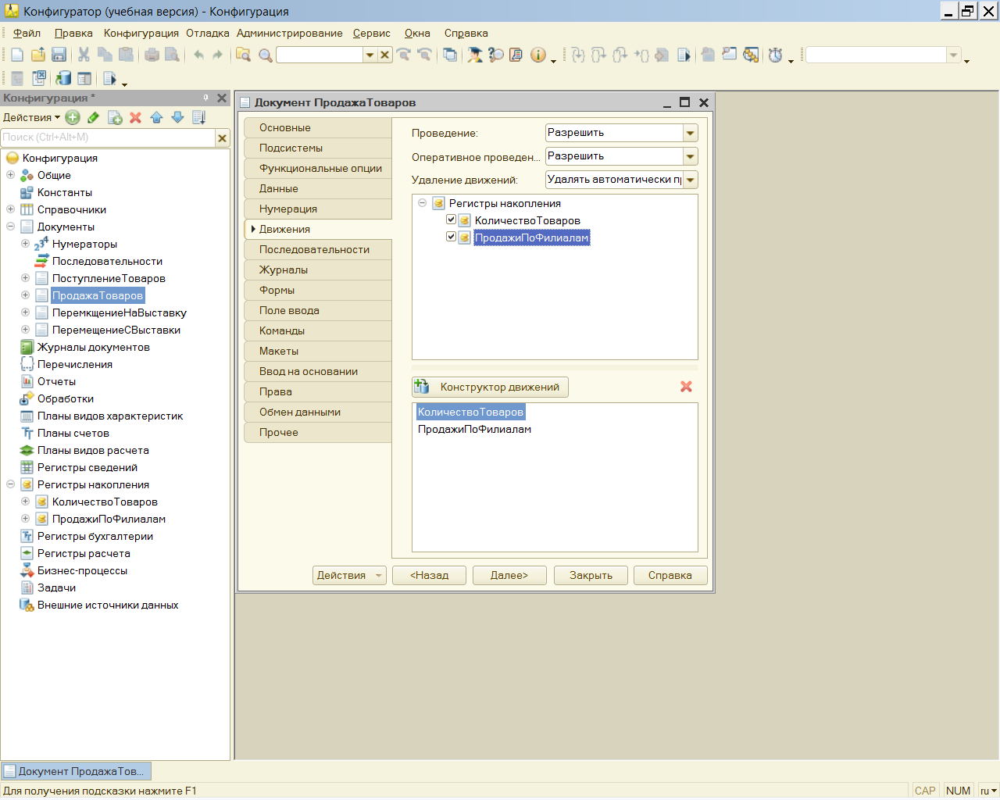 Конфигуратор (учебная версия) - Конфигурация
Файл Правка Конфигурация Отладка Администрирование Сервис Окна Справка
Конфигурация *
Действия
Поиск (Ctrl+Alt+M)
Конфигурация
Общие
Константы
Справочники
Документы
Нумераторы
Последовательности
ПоступлениеТоваров
ПродажаТоваров
ПеремкщениеНаВыставку
ПеремещениеСВыставки
Журналы документов
Перечисления
Отчеты
Обработки
Планы видов характеристик
Планы счетов
Планы видов расчета
Регистры сведений
Регистры накопления
КоличествоТоваров
ПродажиПоФилиалам
Регистры бухгалтерии
Регистры расчета
Бизнес-процессы
Задачи
Внешние источники данных
Документ ПродажаТоваров
Основные
Подсистемы
Функциональные опции
Данные
Нумерация
Движения
Последовательности
Журналы
Формы
Поле ввода
Команды
Макеты
Ввод на основании
Права
Обмен данными
Прочее
Проведение: Разрешить
Оперативное проведен... Разрешить
Удаление движений: Удалять автоматически п
Регистры накопления
КоличествоТоваров
ПродажиПоФилиалам
Конструктор движений
КоличествоТоваров
ПродажиПоФилиалам
Действия <Назад Далее> Закрыть Справка
Документ ПродажаТов...
Для получения подсказки нажмите F1 CAP NUM ru